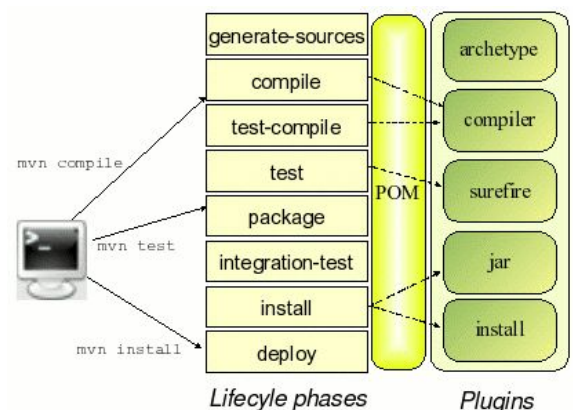 generate-sources
compile
test-compile
test
package
integration-test
install
deploy
mvn compile
mvn test
mvn install
>_
POM
archetype
compiler
surefire
jar
install
Lifecyle phases
Plugins